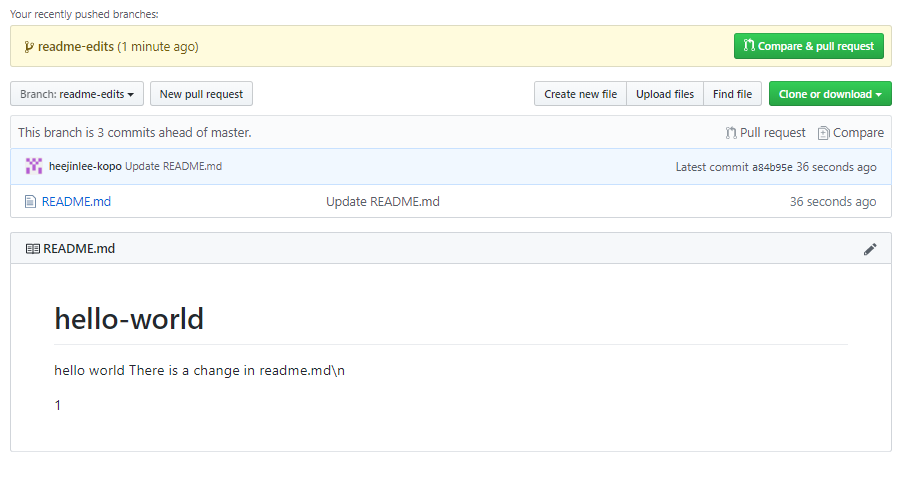 Your recently pushed branches:
readme-edits (1 minute ago) Compare & pull request
Branch: readme-edits New pull request Create new file Upload files Find file Clone or download
This branch is 3 commits ahead of master. Pull request Compare
heejinlee-kopo Update README.md Latest commit a84b95e 36 seconds ago
README.md Update README.md 36 seconds ago
README.md
hello-world
hello world There is a change in readme.md\n
1